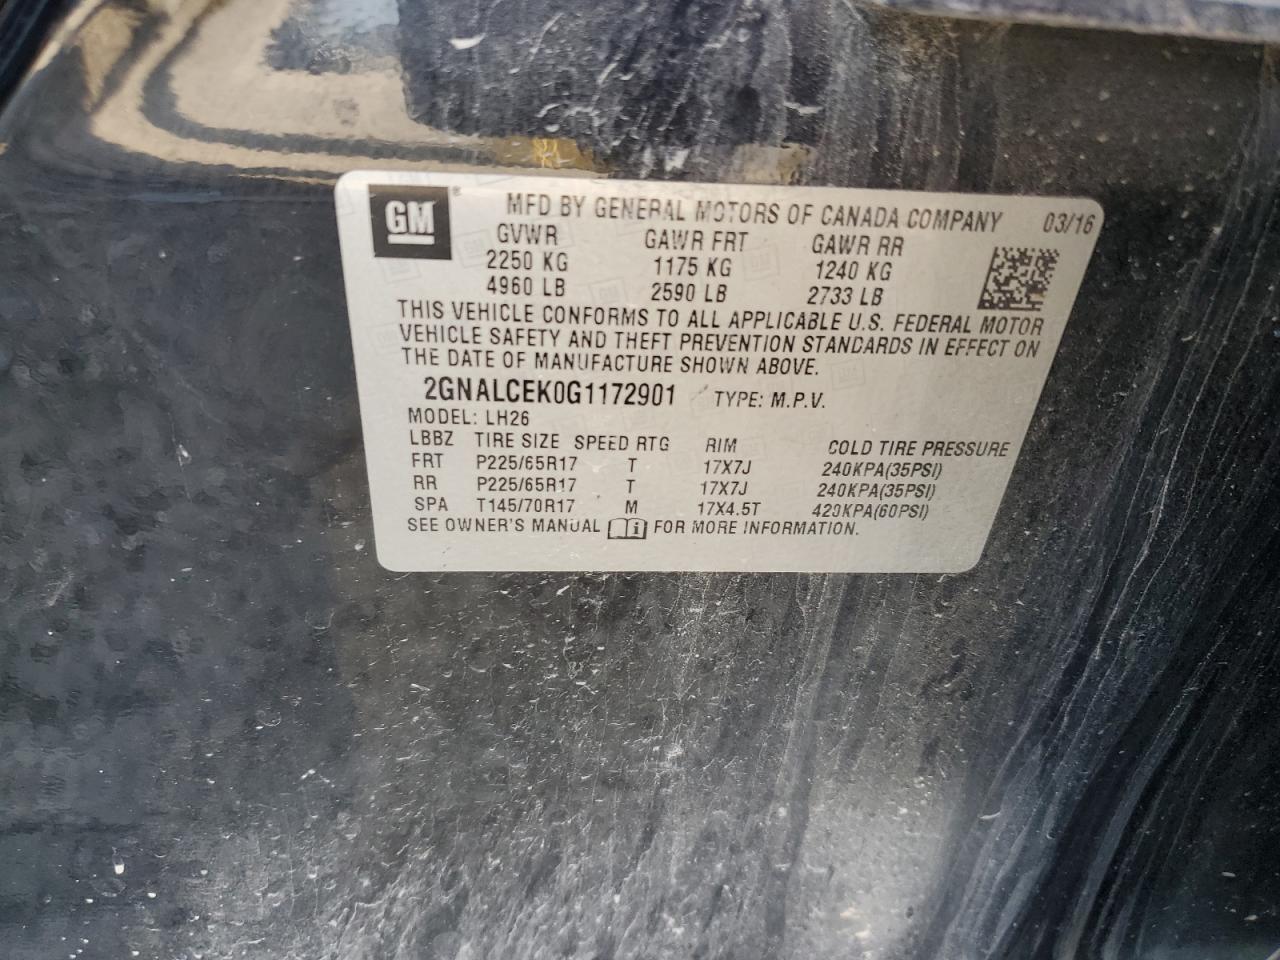 GM ® MFD BY GENERAL MOTORS OF CANADA COMPANY 03/16
GVWR GAWR FRT GAWR RR
2250 KG 1175 KG 1240 KG
4960 LB 2590 LB 2733 LB
THIS VEHICLE CONFORMS TO ALL APPLICABLE U.S. FEDERAL MOTOR
VEHICLE SAFETY AND THEFT PREVENTION STANDARDS IN EFFECT ON
THE DATE OF MANUFACTURE SHOWN ABOVE.
2GNALCEK0G1172901 TYPE: M.P.V.
MODEL: LH26
LBBZ TIRE SIZE SPEED RTG RIM COLD TIRE PRESSURE
FRT P225/65R17 T 17X7J 240KPA(35PSI)
RR P225/65R17 T 17X7J 240KPA(35PSI)
SPA T145/70R17 M 17X4.5T 420KPA(60PSI)
SEE OWNER'S MANUAL FOR MORE INFORMATION.